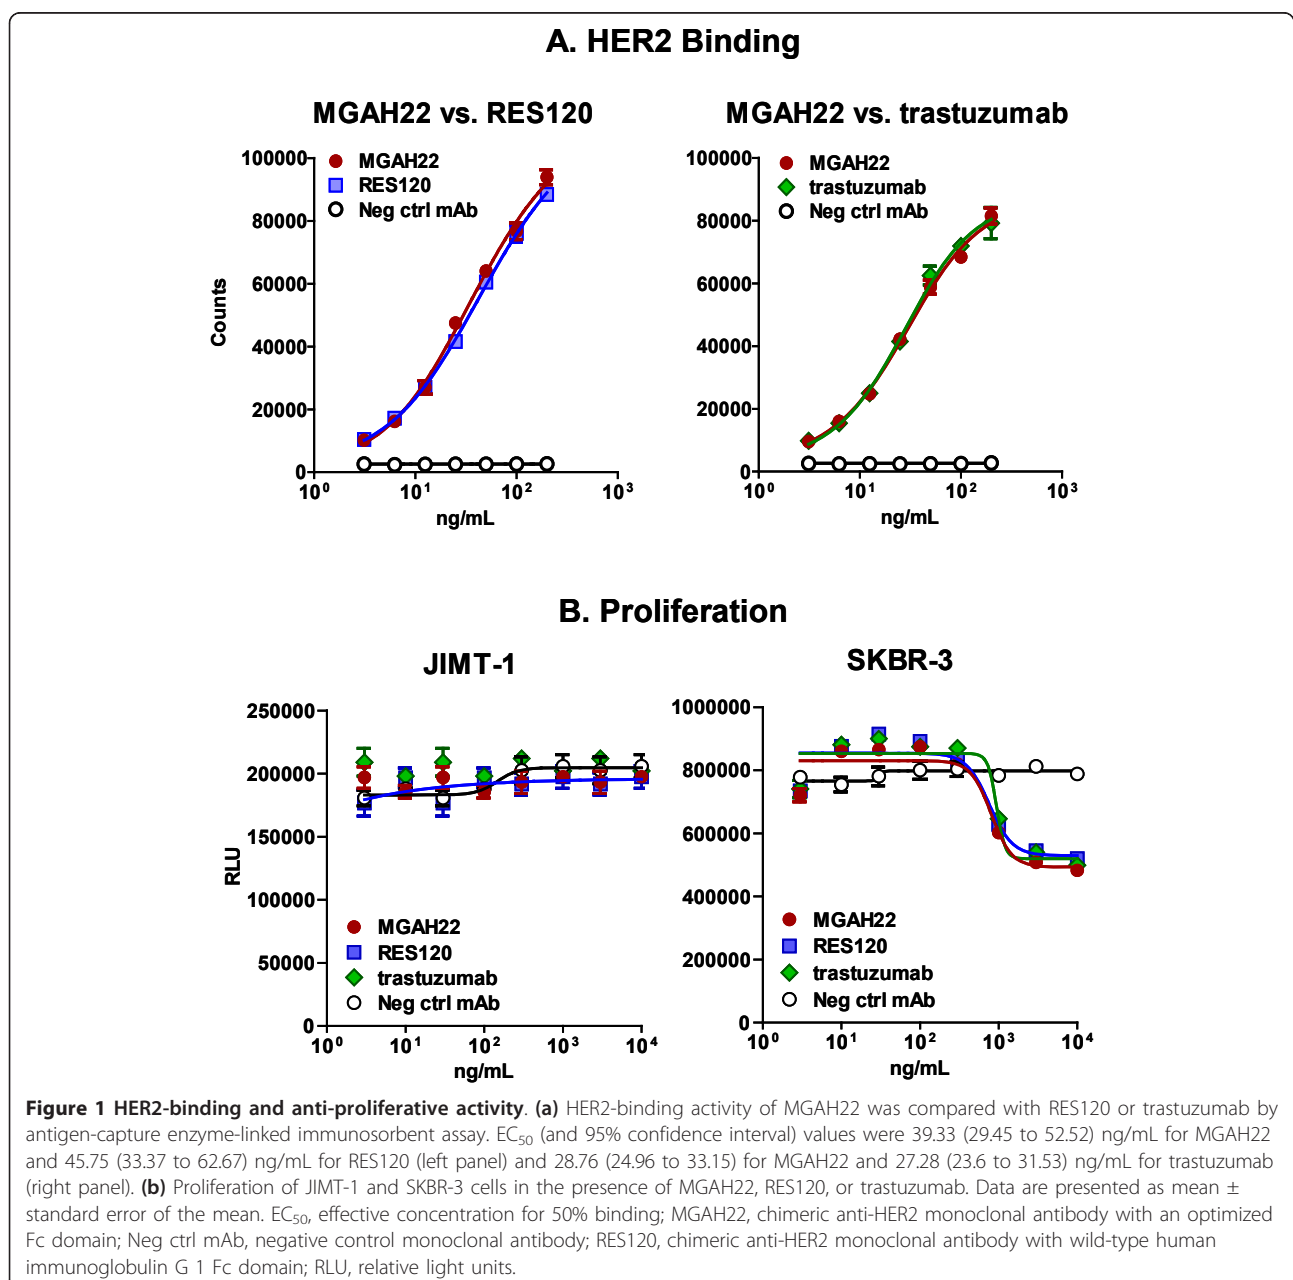 A. HER2 Binding
MGAH22 vs. RES120
100000
80000
60000
40000
20000
0
Counts
MGAH22
RES120
Neg ctrl mAb
10⁰
10¹
10²
10³
ng/mL
MGAH22 vs. trastuzumab
100000
80000
60000
40000
20000
0
MGAH22
trastuzumab
Neg ctrl mAb
10⁰
10¹
10²
10³
ng/mL
B. Proliferation
JIMT-1
250000
200000
150000
100000
50000
0
RLU
MGAH22
RES120
trastuzumab
Neg ctrl mAb
10⁰
10¹
10²
10³
10⁴
ng/mL
SKBR-3
1000000
800000
600000
400000
200000
0
MGAH22
RES120
trastuzumab
Neg ctrl mAb
10⁰
10¹
10²
10³
10⁴
ng/mL
Figure 1 HER2-binding and anti-proliferative activity. (a) HER2-binding activity of MGAH22 was compared with RES120 or trastuzumab by
antigen-capture enzyme-linked immunosorbent assay. EC₅₀ (and 95% confidence interval) values were 39.33 (29.45 to 52.52) ng/mL for MGAH22
and 45.75 (33.37 to 62.67) ng/mL for RES120 (left panel) and 28.76 (24.96 to 33.15) for MGAH22 and 27.28 (23.6 to 31.53) ng/mL for trastuzumab
(right panel). (b) Proliferation of JIMT-1 and SKBR-3 cells in the presence of MGAH22, RES120, or trastuzumab. Data are presented as mean ±
standard error of the mean. EC₅₀, effective concentration for 50% binding; MGAH22, chimeric anti-HER2 monoclonal antibody with an optimized
Fc domain; Neg ctrl mAb, negative control monoclonal antibody; RES120, chimeric anti-HER2 monoclonal antibody with wild-type human
immunoglobulin G 1 Fc domain; RLU, relative light units.